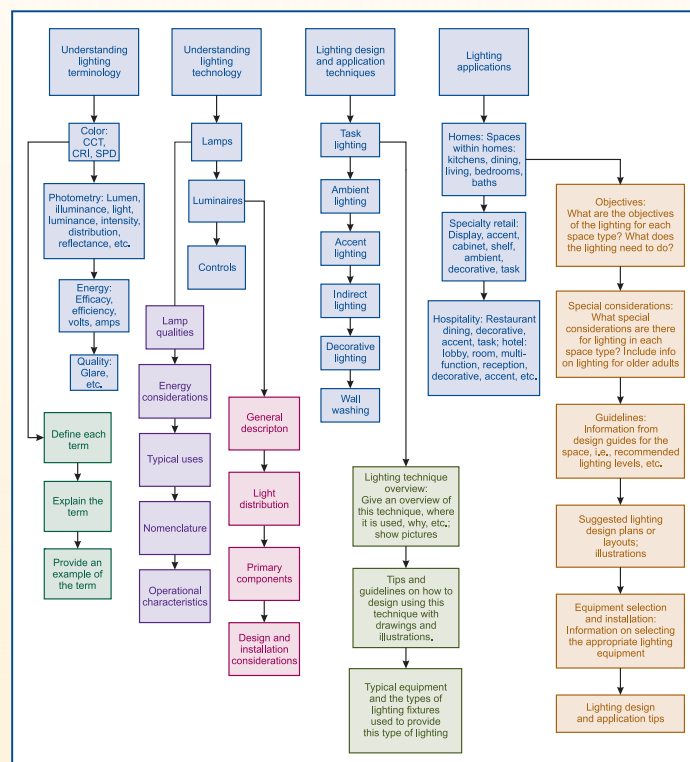 Understanding
lighting
terminology
Color:
CCT,
CRI, SPD
Photometry: Lumen,
illuminance, light,
luminance, intensity,
distribution,
reflectance, etc.
Energy:
Efficacy,
efficiency,
volts, amps
Quality:
Glare,
etc.
Define each
term
Explain the
term
Provide an
example of
the term
Understanding
lighting
technology
Lamps
Luminaires
Controls
Lamp
qualities
Energy
considerations
Typical uses
Nomenclature
Operational
characteristics
General
descripton
Light
distribution
Primary
components
Design and
installation
considerations
Lighting design
and application
techniques
Task
lighting
Ambient
lighting
Accent
lighting
Indirect
lighting
Decorative
lighting
Wall
washing
Lighting technique
overview:
Give an overview of
this technique, where
it is used, why, etc.;
show pictures
Tips and
guidelines on how to
design using this
technique with
drawings and
illustrations.
Typical equipment
and the types of
lighting fixtures
used to provide
this type of lighting
Lighting
applications
Homes: Spaces
within homes:
kitchens, dining,
living, bedrooms,
baths
Specialty retail:
Display, accent,
cabinet, shelf,
ambient,
decorative, task
Hospitality: Restaurant
dining, decorative,
accent, task; hotel:
lobby, room, multi-
function, reception,
decorative, accent, etc.
Objectives:
What are the objectives
of the lighting for each
space type? What does
the lighting need to do?
Special considerations:
What special
considerations are there
for lighting in each
space type? Include info
on lighting for older adults
Guidelines:
Information from
design guides for the
space, i.e., recommended
lighting levels, etc.
Suggested lighting
design plans or
layouts;
illustrations
Equipment selection
and installation:
Information on selecting
the appropriate lighting
equipment
Lighting design
and application tips